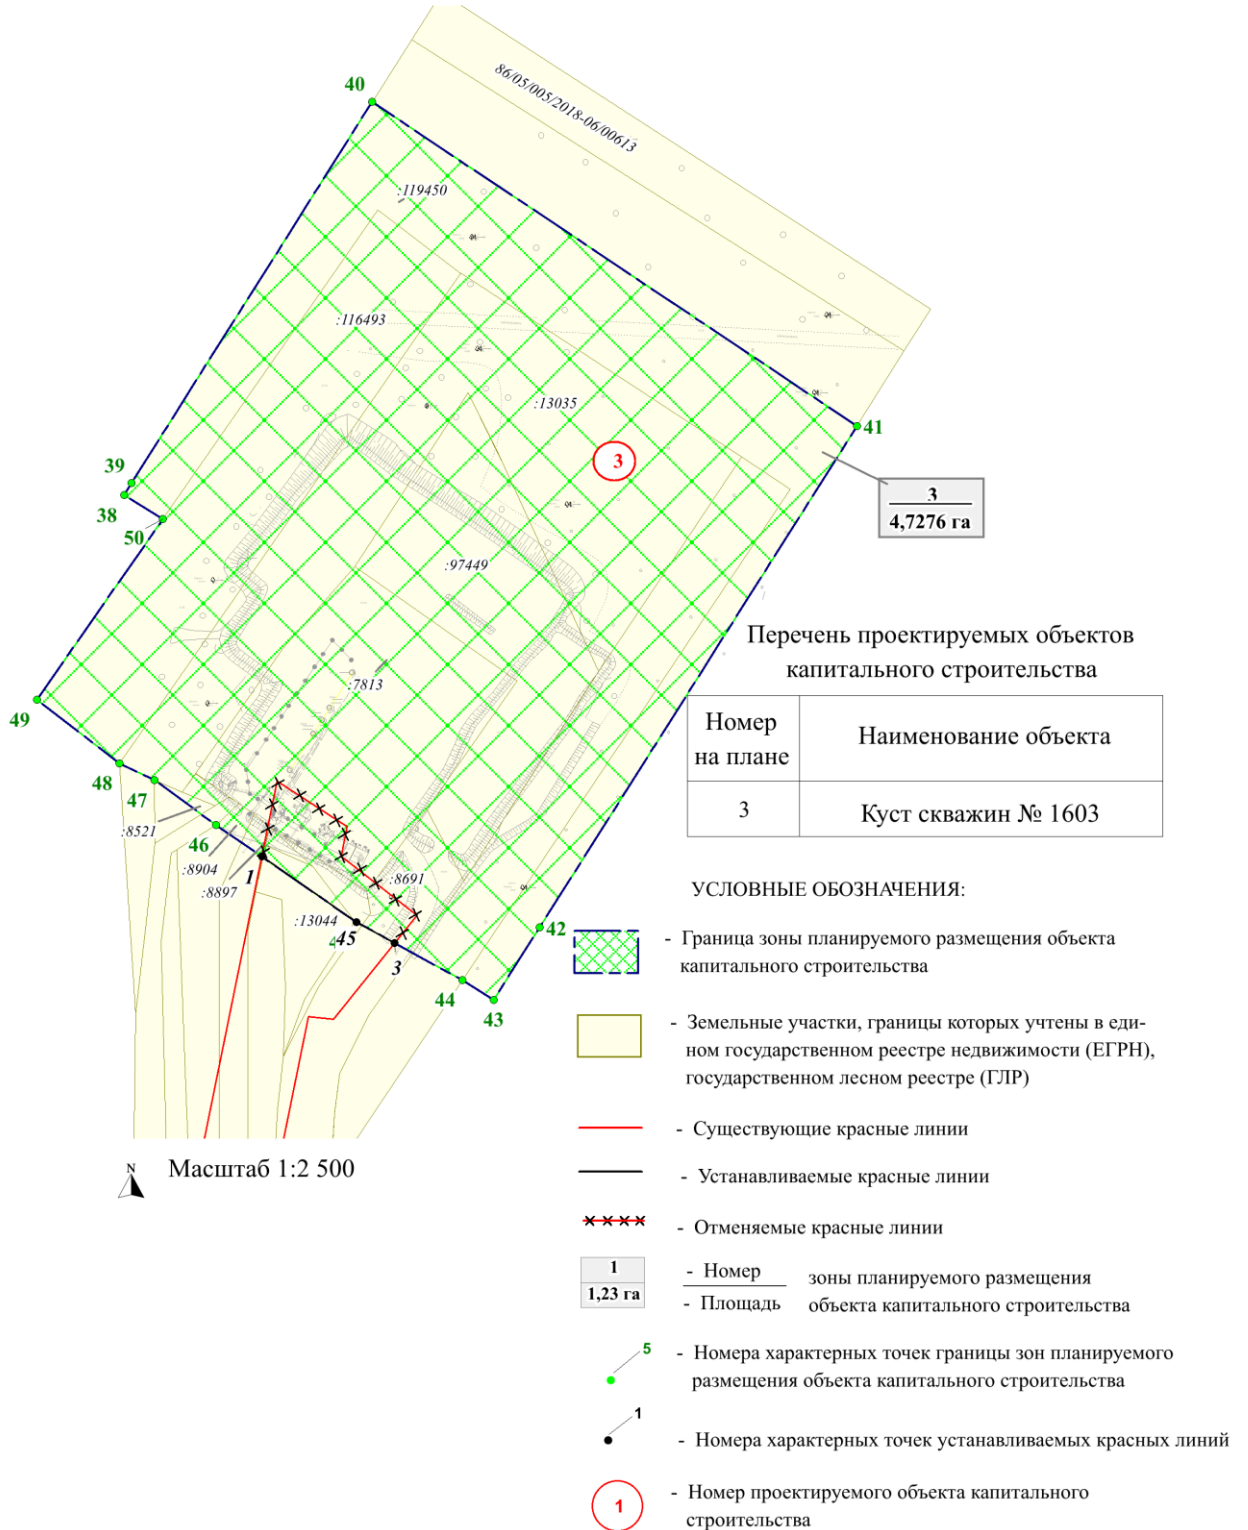 40
86/05/005/2018-06/00613
:119450
:116493
:13035
41
3
3
4,7276 га
39
38
50
:97449
:7813
49
48
47
:8521
46
:8904
:8897
1
:8691
:13044
45
3
42
44
43
Перечень проектируемых объектов
капитального строительства
Номер
на плане
Наименование объекта
3
Куст скважин № 1603
УСЛОВНЫЕ ОБОЗНАЧЕНИЯ:
- Граница зоны планируемого размещения объекта
капитального строительства
- Земельные участки, границы которых учтены в еди-
ном государственном реестре недвижимости (ЕГРН),
государственном лесном реестре (ГЛР)
- Существующие красные линии
N
Масштаб 1:2 500
- Устанавливаемые красные линии
- Отменяемые красные линии
1
1,23 га
- Номер
- Площадь
зоны планируемого размещения
объекта капитального строительства
5
- Номера характерных точек границы зон планируемого
размещения объекта капитального строительства
1
- Номера характерных точек устанавливаемых красных линий
1
- Номер проектируемого объекта капитального
строительства